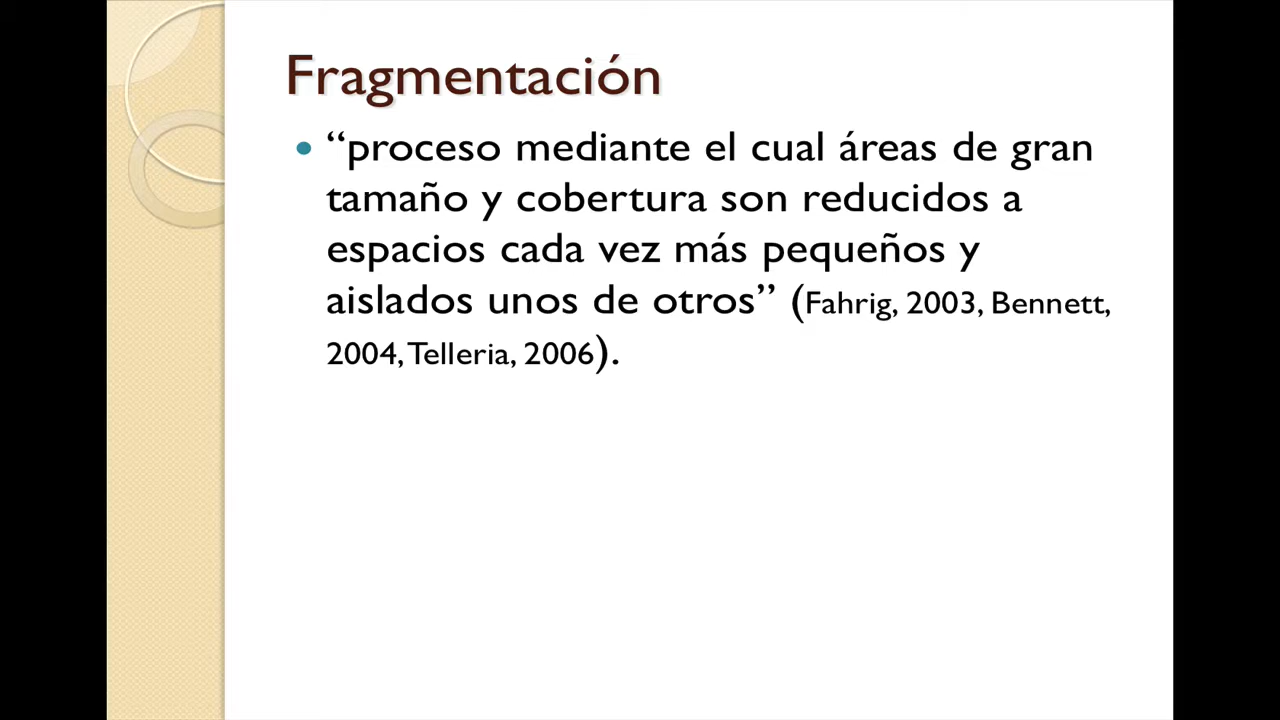 Fragmentación
• “proceso mediante el cual áreas de gran
tamaño y cobertura son reducidos a
espacios cada vez más pequeños y
aislados unos de otros” (Fahrig, 2003, Bennett,
2004, Telleria, 2006).